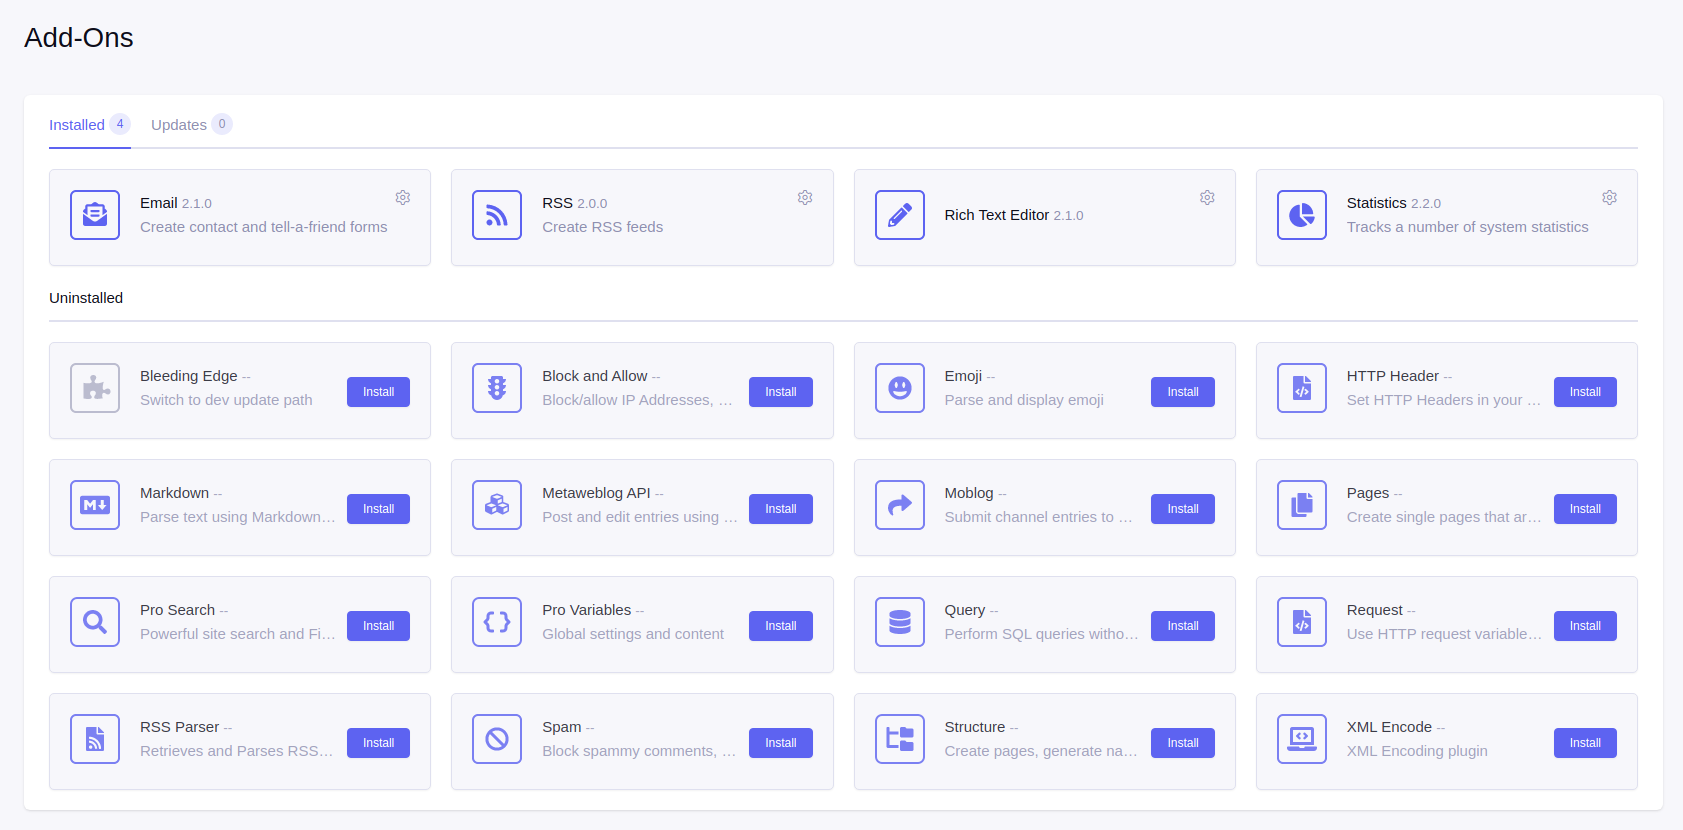 Add-Ons
Installed 4 Updates 0
Email 2.1.0
Create contact and tell-a-friend forms
RSS 2.0.0
Create RSS feeds
Rich Text Editor 2.1.0
Statistics 2.2.0
Tracks a number of system statistics
Uninstalled
Bleeding Edge --
Switch to dev update path
Install
Block and Allow --
Block/allow IP Addresses, ...
Install
Emoji --
Parse and display emoji
Install
HTTP Header --
Set HTTP Headers in your ...
Install
Markdown --
Parse text using Markdown...
Install
Metaweblog API --
Post and edit entries using ...
Install
Moblog --
Submit channel entries to ...
Install
Pages --
Create single pages that ar...
Install
Pro Search --
Powerful site search and Fi...
Install
Pro Variables --
Global settings and content
Install
Query --
Perform SQL queries witho...
Install
Request --
Use HTTP request variable...
Install
RSS Parser --
Retrieves and Parses RSS...
Install
Spam --
Block spammy comments, ...
Install
Structure --
Create pages, generate na...
Install
XML Encode --
XML Encoding plugin
Install